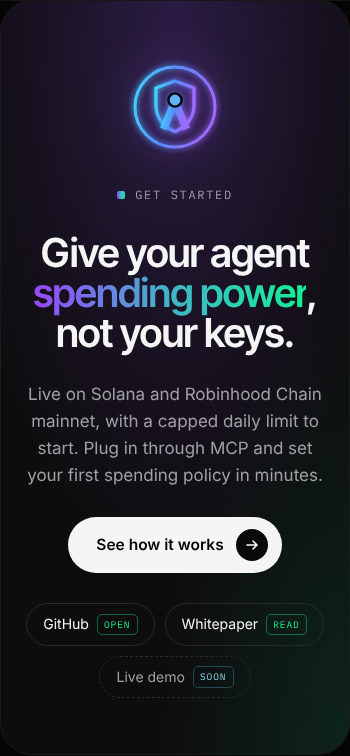 GET STARTED
Give your agent
spending power,
not your keys.
Live on Solana and Robinhood Chain
mainnet, with a capped daily limit to
start. Plug in through MCP and set
your first spending policy in minutes.
See how it works
GitHub OPEN
Whitepaper READ
Live demo SOON